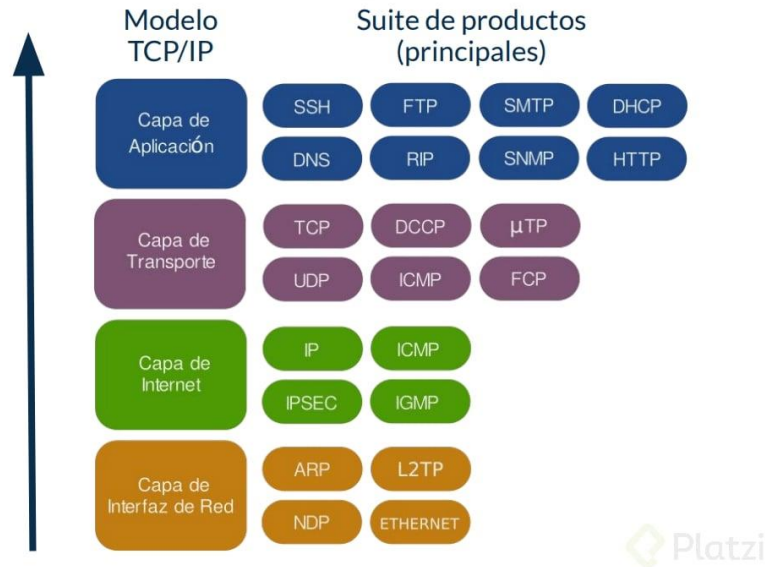 Modelo
TCP/IP
Suite de productos
(principales)
Capa de
Aplicación
SSH
FTP
SMTP
DHCP
DNS
RIP
SNMP
HTTP
Capa de
Transporte
TCP
DCCP
µTP
UDP
ICMP
FCP
Capa de
Internet
IP
ICMP
IPSEC
IGMP
Capa de
Interfaz de Red
ARP
L2TP
NDP
ETHERNET
Platzi